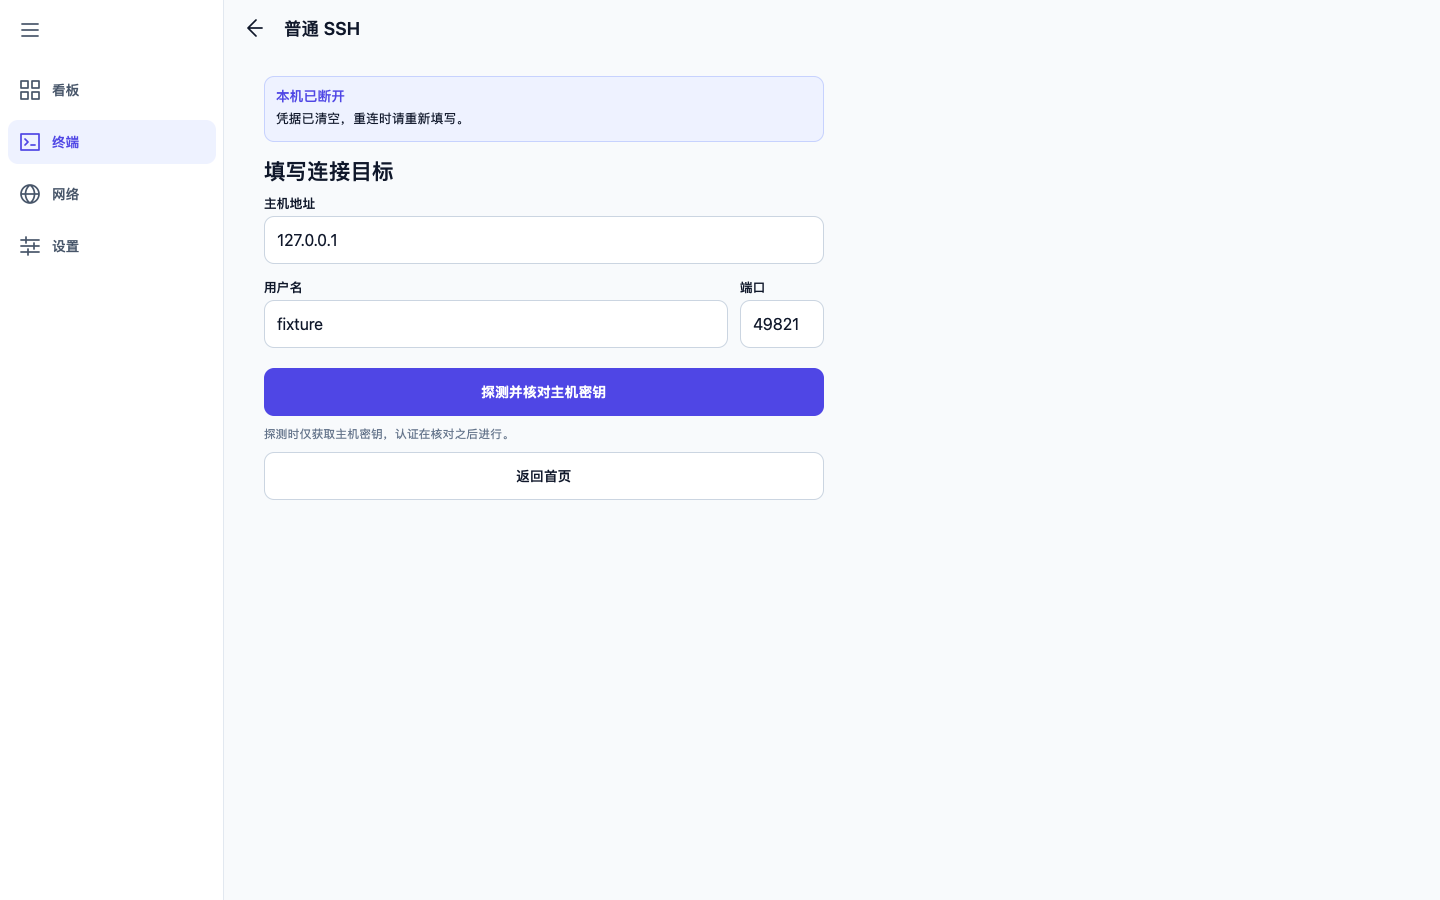 普通 SSH
看板
终端
网络
设置
本机已断开
凭据已清空，重连时请重新填写。
填写连接目标
主机地址
127.0.0.1
用户名
端口
fixture
49821
探测并核对主机密钥
探测时仅获取主机密钥，认证在核对之后进行。
返回首页